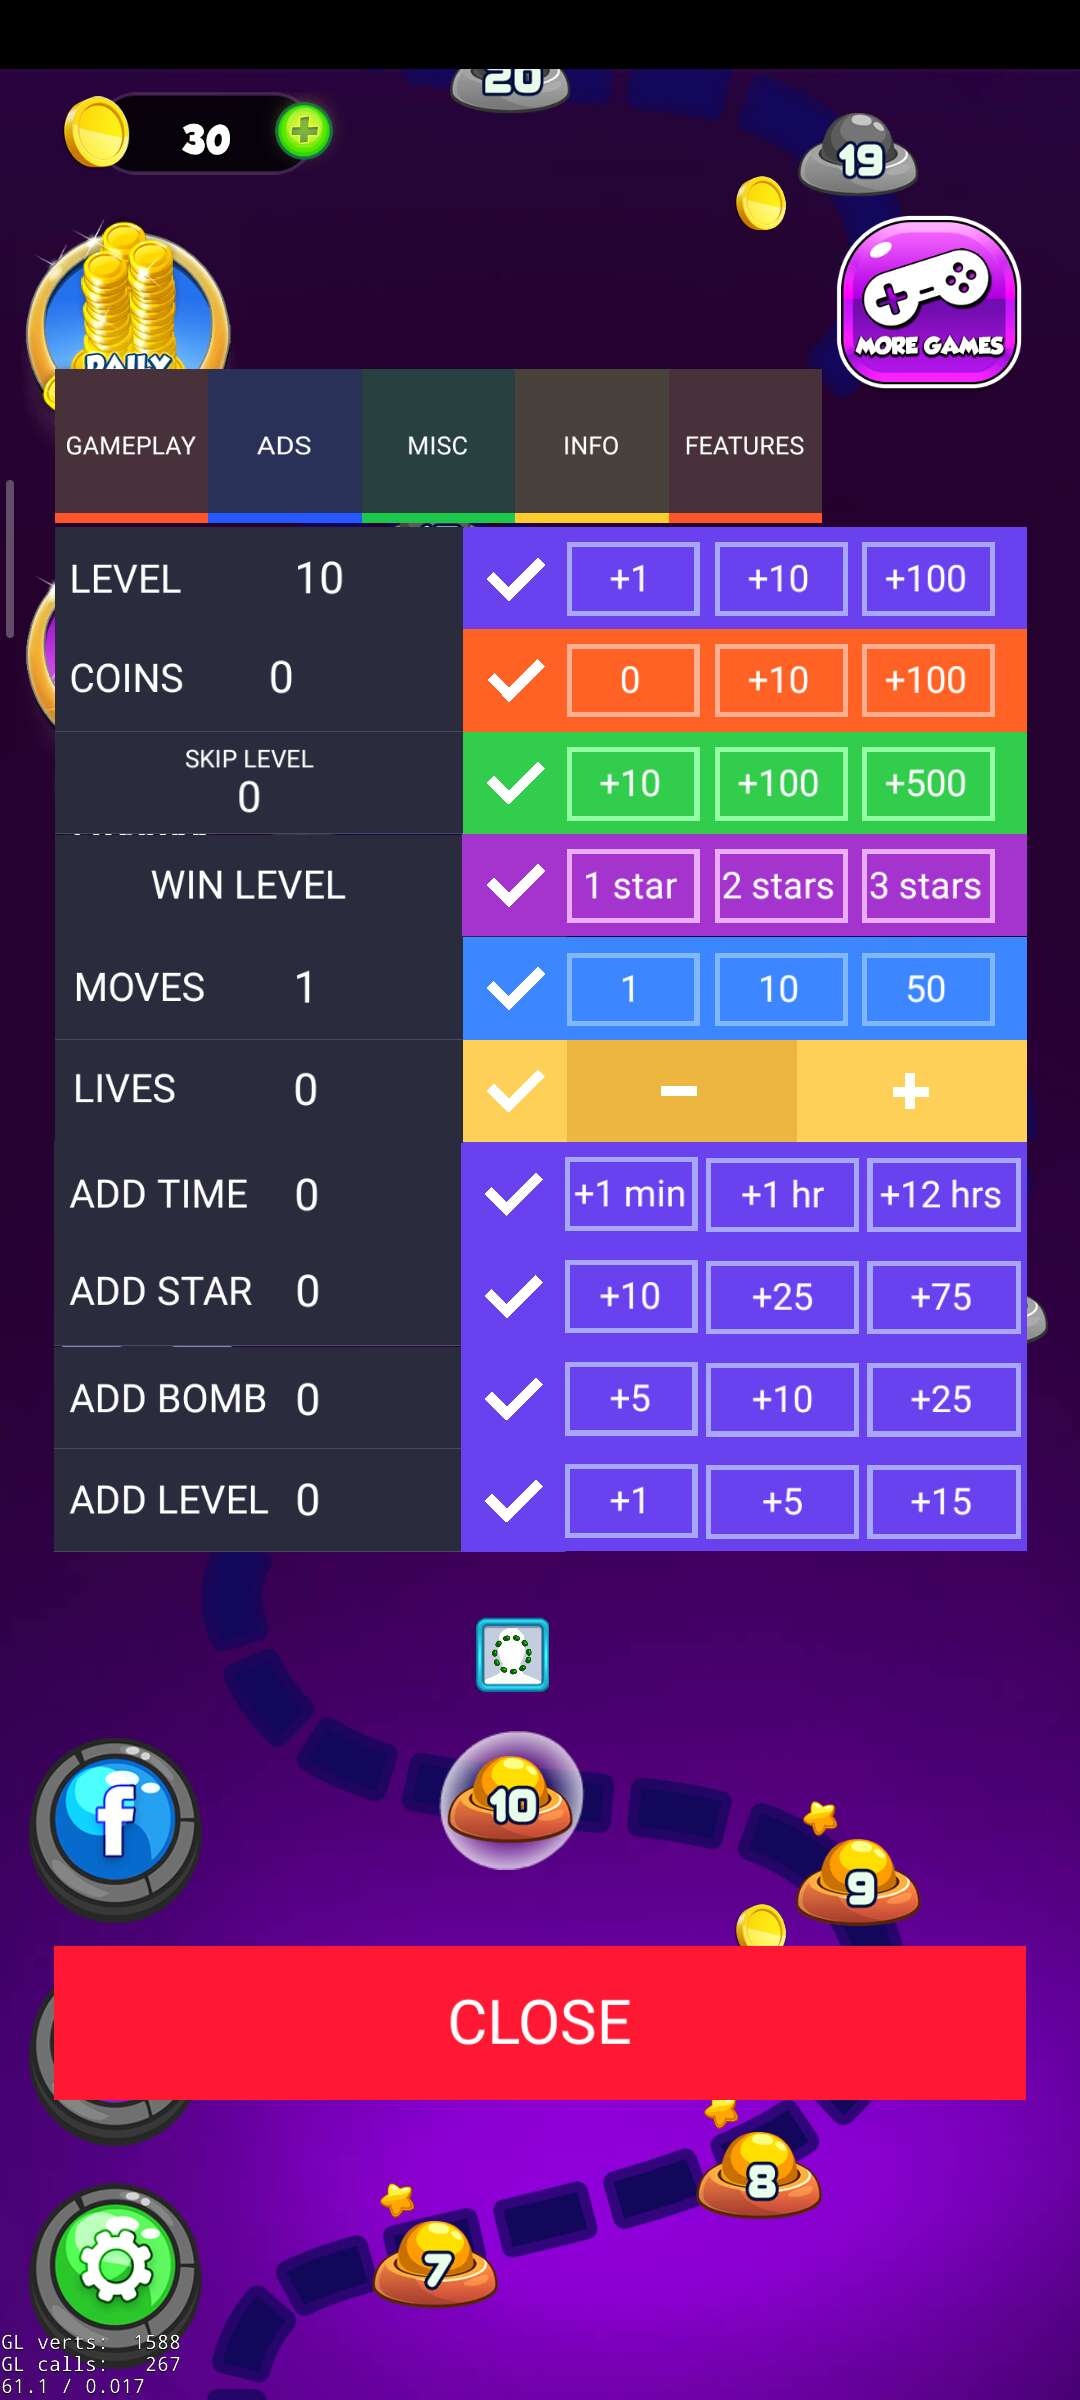 20
30
19
MORE GAMES
DAILY
GAMEPLAY ADS MISC INFO FEATURES
LEVEL 10 +1 +10 +100
COINS 0 0 +10 +100
SKIP LEVEL
0 +10 +100 +500
WIN LEVEL 1 star 2 stars 3 stars
MOVES 1 1 10 50
LIVES 0 − +
ADD TIME 0 +1 min +1 hr +12 hrs
ADD STAR 0 +10 +25 +75
ADD BOMB 0 +5 +10 +25
ADD LEVEL 0 +1 +5 +15
10
f
9
CLOSE
8
7
GL verts: 1588
GL calls: 267
61.1 / 0.017